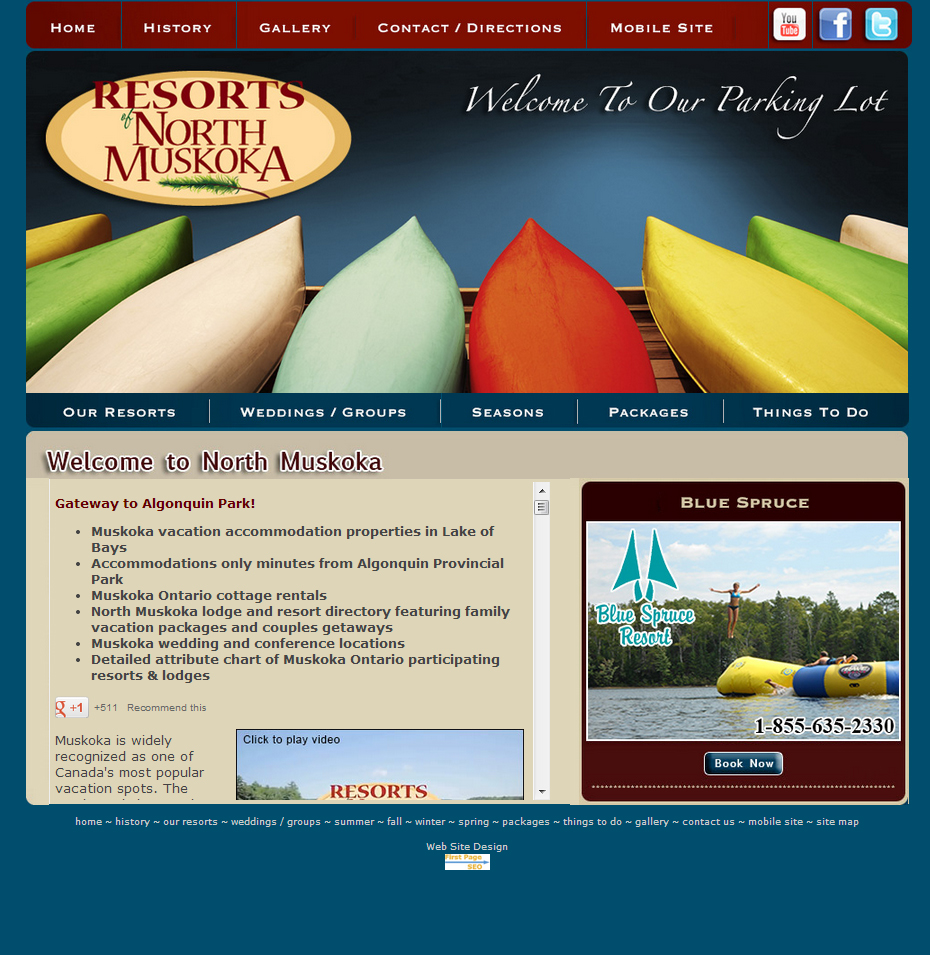 Home History Gallery Contact / Directions Mobile Site You Tube f t
RESORTS
of NORTH
MUSKOKA
Welcome To Our Parking Lot
Our Resorts Weddings / Groups Seasons Packages Things To Do
Welcome to North Muskoka
Gateway to Algonquin Park!
• Muskoka vacation accommodation properties in Lake of
Bays
• Accommodations only minutes from Algonquin Provincial
Park
• Muskoka Ontario cottage rentals
• North Muskoka lodge and resort directory featuring family
vacation packages and couples getaways
• Muskoka wedding and conference locations
• Detailed attribute chart of Muskoka Ontario participating
resorts & lodges
g +1 +511 Recommend this
Muskoka is widely
recognized as one of
Canada's most popular
vacation spots. The
Click to play video
RESORTS
Blue Spruce
Blue Spruce
Resort
1-855-635-2330
Book Now
home ~ history ~ our resorts ~ weddings / groups ~ summer ~ fall ~ winter ~ spring ~ packages ~ things to do ~ gallery ~ contact us ~ mobile site ~ site map
Web Site Design
First Page
SEO